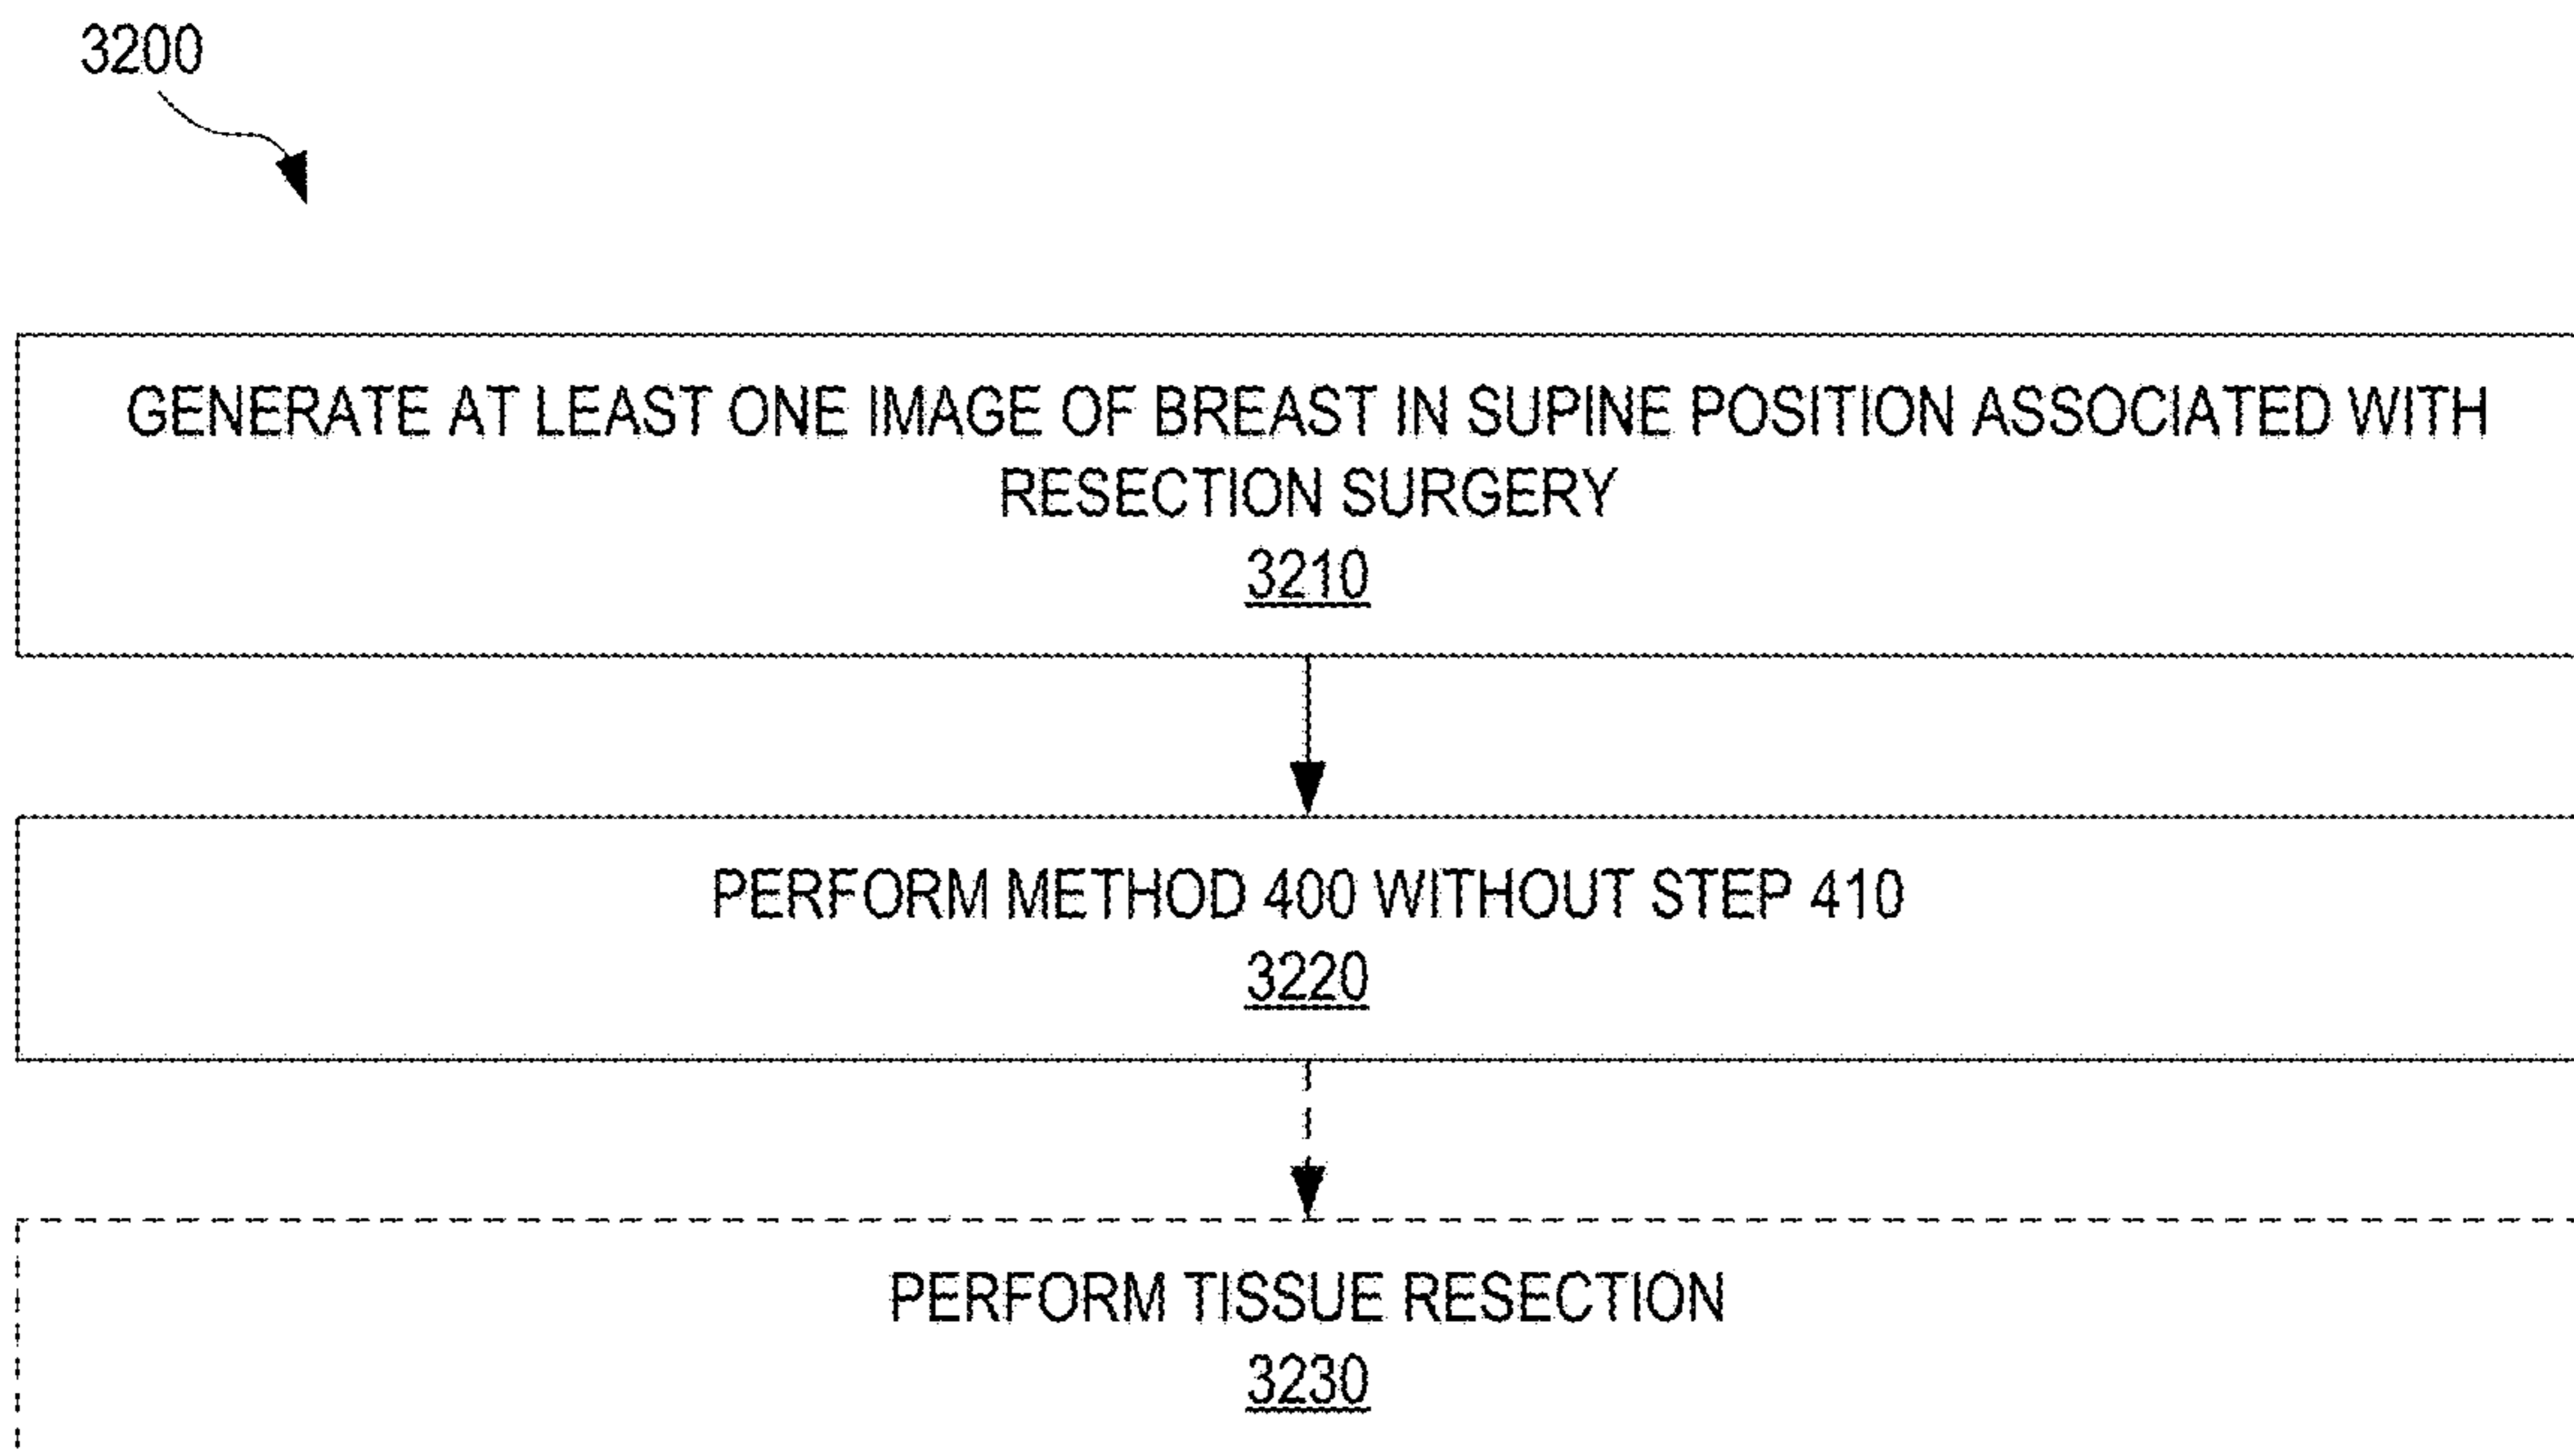 3200
GENERATE AT LEAST ONE IMAGE OF BREAST IN SUPINE POSITION ASSOCIATED WITH
RESECTION SURGERY
3210
PERFORM METHOD 400 WITHOUT STEP 410
3220
PERFORM TISSUE RESECTION
3230